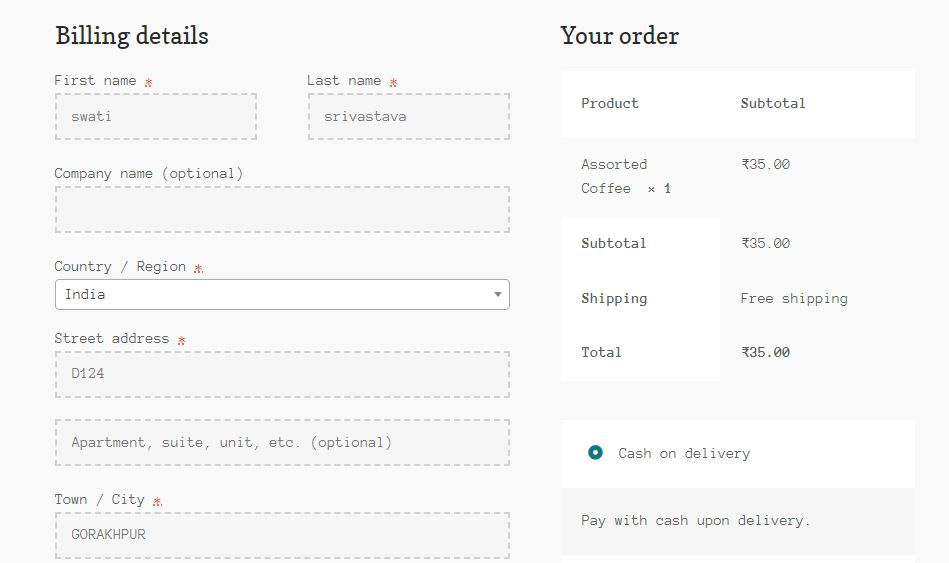 Billing details
First name *
Last name *
swati
srivastava
Company name (optional)
Country / Region *
India
Street address *
D124
Apartment, suite, unit, etc. (optional)
Town / City *
GORAKHPUR
Your order
Product Subtotal
Assorted ₹35.00
Coffee × 1
Subtotal ₹35.00
Shipping Free shipping
Total ₹35.00
Cash on delivery
Pay with cash upon delivery.